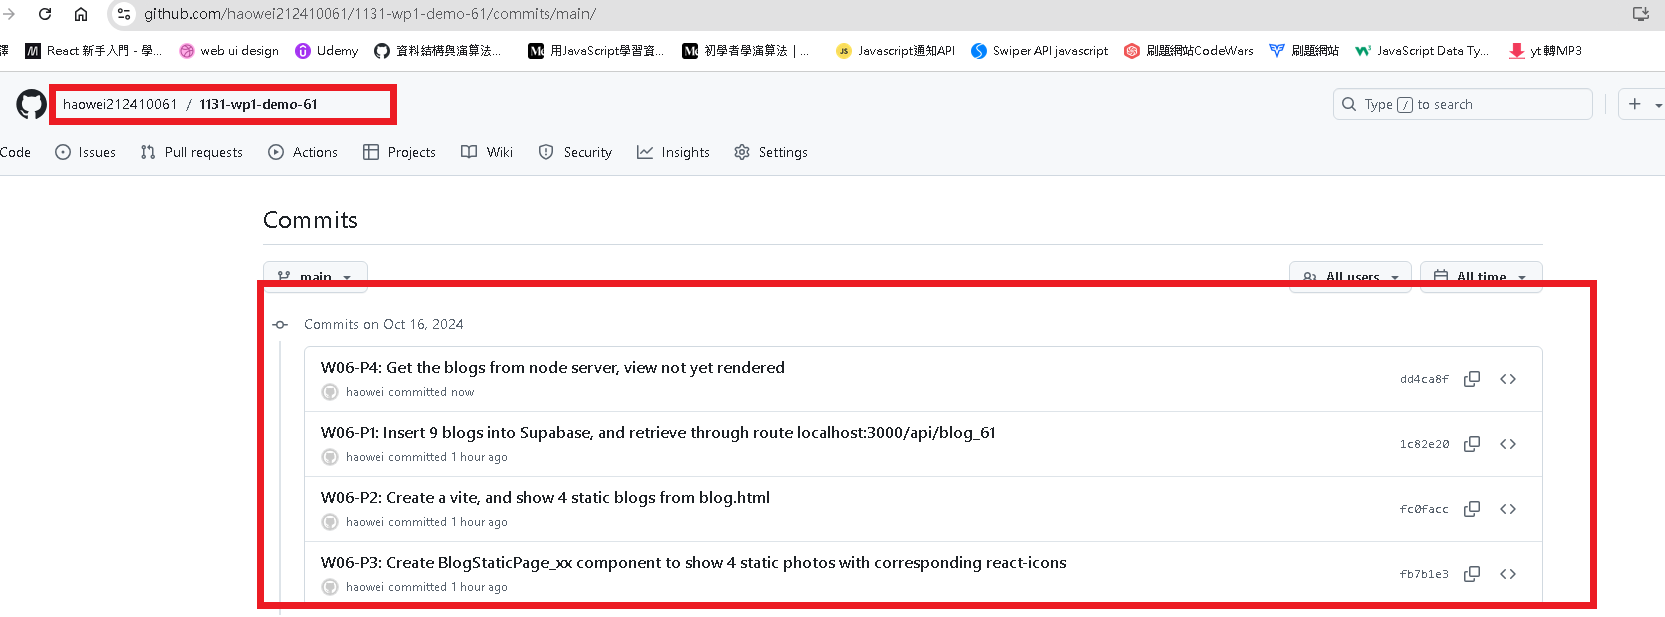 github.com/haowei212410061/1131-wp1-demo-61/commits/main/
React 新手入門 - 學... web ui design Udemy 資料結構與演算法... 用JavaScript學習資... 初學者學演算法 | ... Javascript通知API Swiper API javascript 刷題網站CodeWars 刷題網站 JavaScript Data Ty... yt 轉MP3
haowei212410061 / 1131-wp1-demo-61
Type / to search
Code Issues Pull requests Actions Projects Wiki Security Insights Settings
Commits
main All users All time
Commits on Oct 16, 2024
W06-P4: Get the blogs from node server, view not yet rendered
haowei committed now
dd4ca8f
W06-P1: Insert 9 blogs into Supabase, and retrieve through route localhost:3000/api/blog_61
haowei committed 1 hour ago
1c82e20
W06-P2: Create a vite, and show 4 static blogs from blog.html
haowei committed 1 hour ago
fc0facc
W06-P3: Create BlogStaticPage_xx component to show 4 static photos with corresponding react-icons
haowei committed 1 hour ago
fb7b1e3